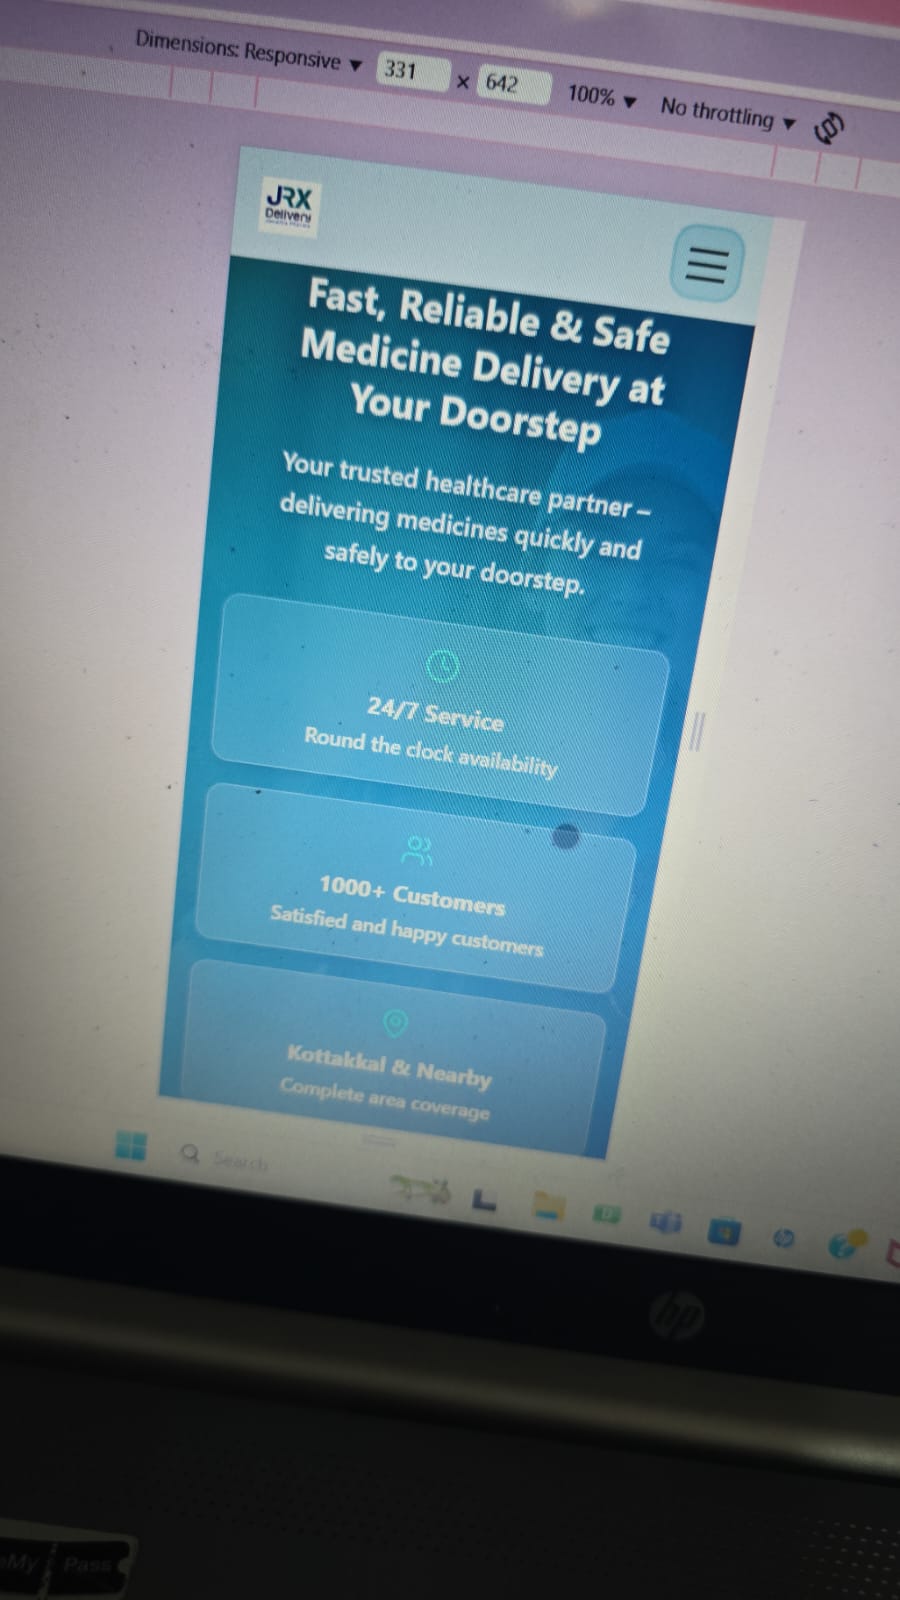 Dimensions: Responsive ▼ 331 × 642 100% ▼ No throttling ▼
JRX
Delivery
Fast, Reliable & Safe
Medicine Delivery at
Your Doorstep
Your trusted healthcare partner –
delivering medicines quickly and
safely to your doorstep.
24/7 Service
Round the clock availability
1000+ Customers
Satisfied and happy customers
Kottakkal & Nearby
Complete area coverage
Search
hp
My Pass